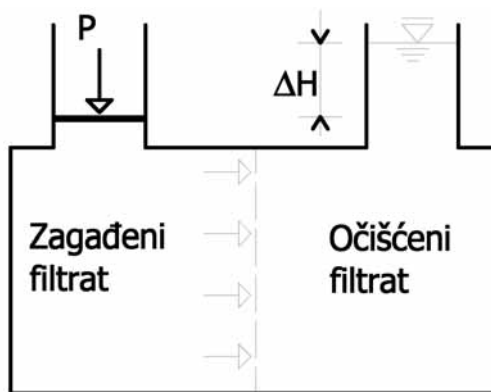 P
ΔH
Zagađeni
filtrat
Očišćeni
filtrat